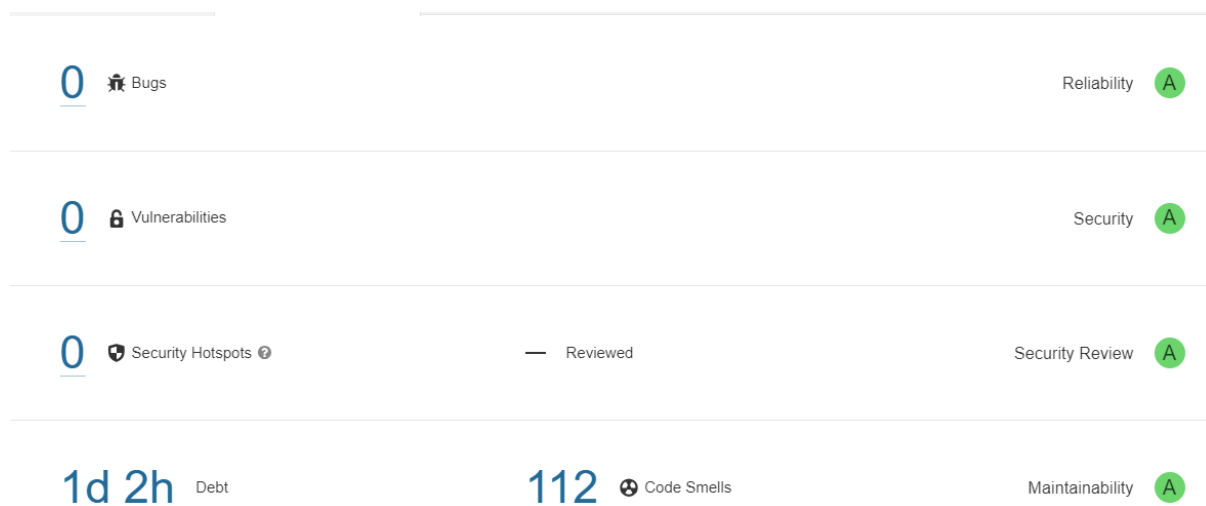 0 Bugs Reliability A
0 Vulnerabilities Security A
0 Security Hotspots ? — Reviewed Security Review A
1d 2h Debt 112 Code Smells Maintainability A